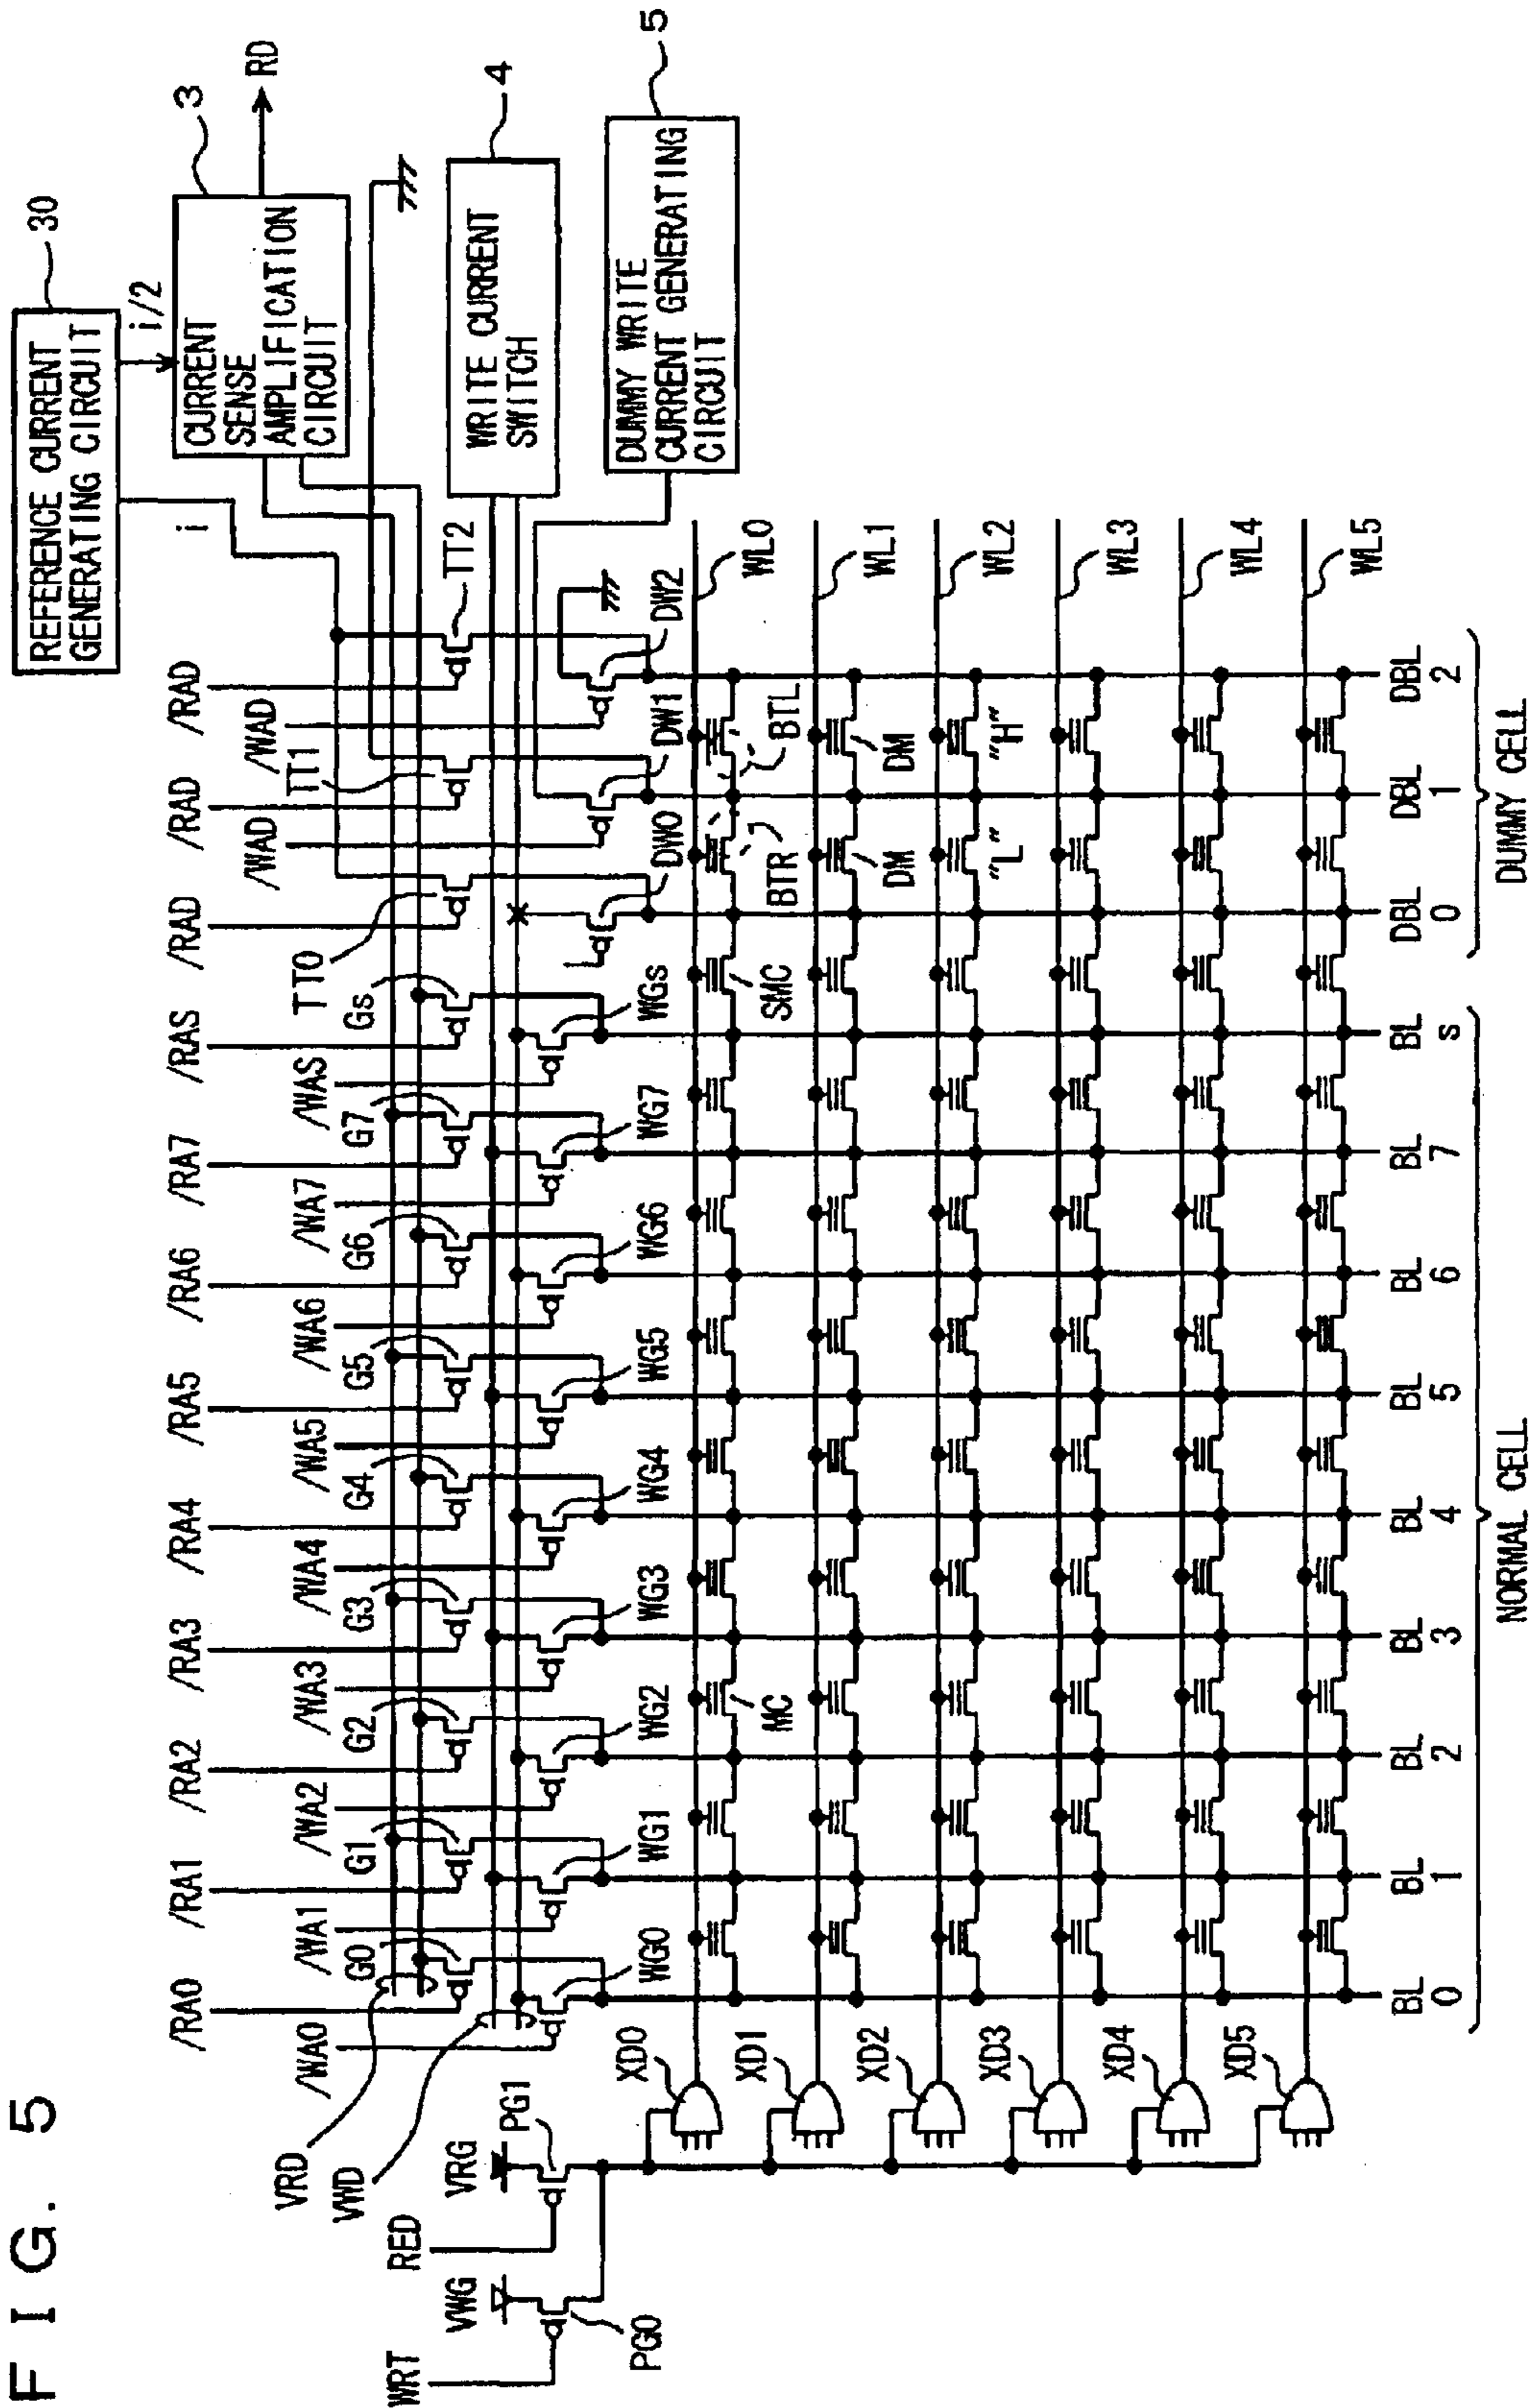 FIG. 5
REFERENCE CURRENT
GENERATING CIRCUIT
30
i
i/2
CURRENT
SENSE
AMPLIFICATION
CIRCUIT
3
RD
WRITE CURRENT
SWITCH
4
DUMMY WRITE
CURRENT GENERATING
CIRCUIT
5
/RA0 /RA1 /RA2 /RA3 /RA4 /RA5 /RA6 /RA7 /RAS /RAD /RAD /RAD
/WA0 /WA1 /WA2 /WA3 /WA4 /WA5 /WA6 /WA7 /WAS /WAD /WAD
G0 G1 G2 G3 G4 G5 G6 G7 Gs TT0 TT1 TT2
VRD
VWD
WG0 WG1 WG2 WG3 WG4 WG5 WG6 WG7 WGs DW0 DW1 DW2
WRT
VWG
PG0
RED
VRG
PG1
XD0
WL0
MC
SMC
BTR
BTL
XD1
WL1
DM
DM
XD2
WL2
"L"
"H"
XD3
WL3
XD4
WL4
XD5
WL5
BL BL BL BL BL BL BL BL BL DBL DBL DBL
0 1 2 3 4 5 6 7 s 0 1 2
NORMAL CELL
DUMMY CELL